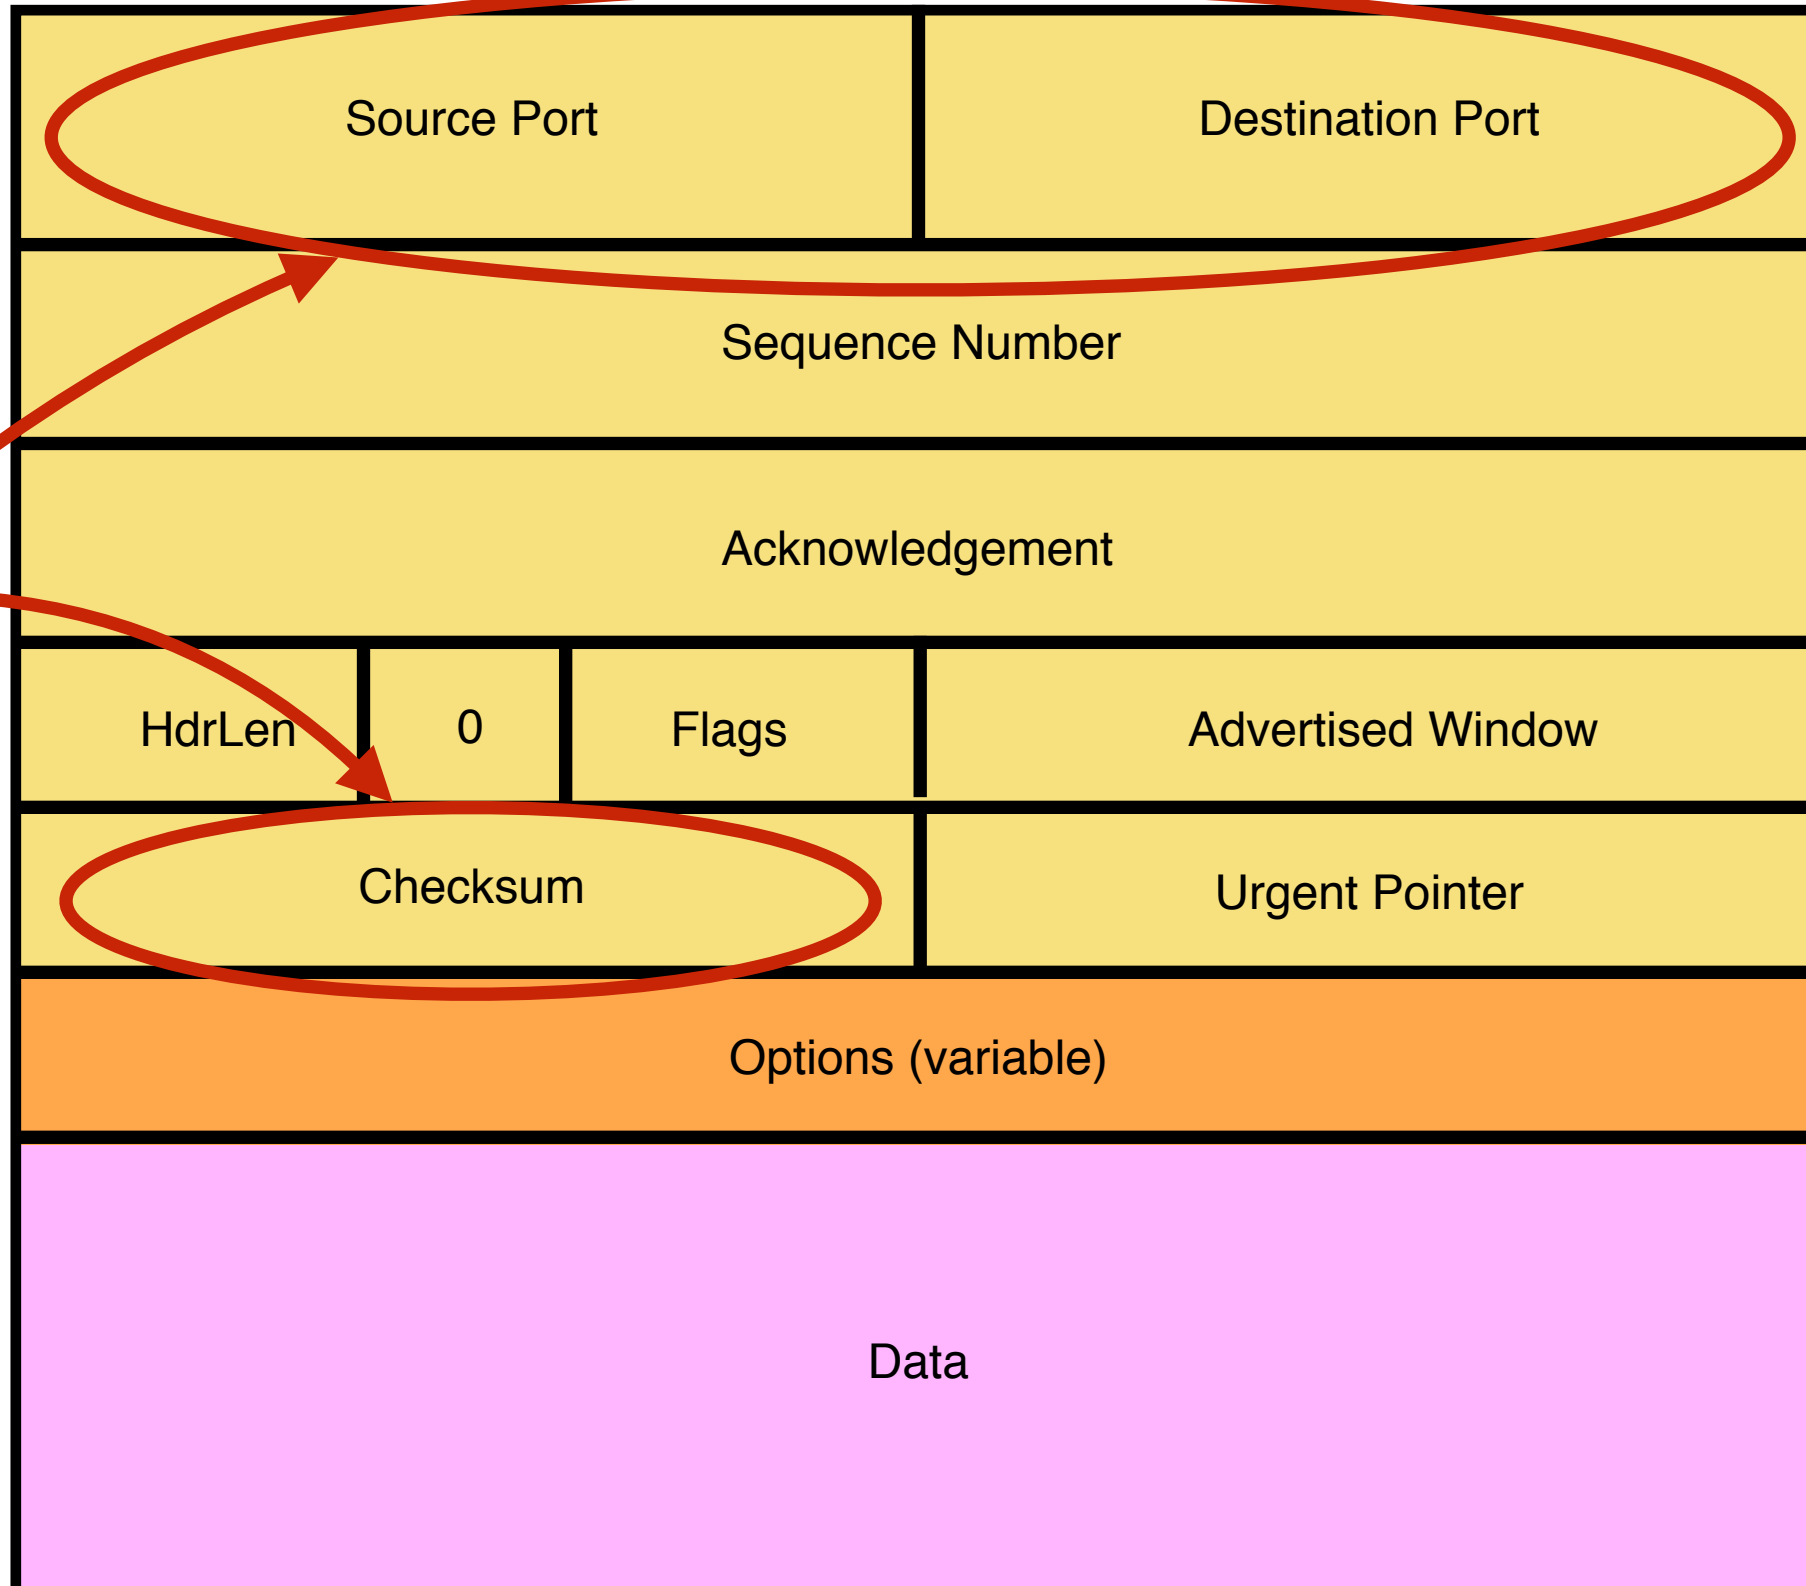 Source Port Destination Port
Sequence Number
Acknowledgement
HdrLen 0 Flags Advertised Window
Checksum Urgent Pointer
Options (variable)
Data